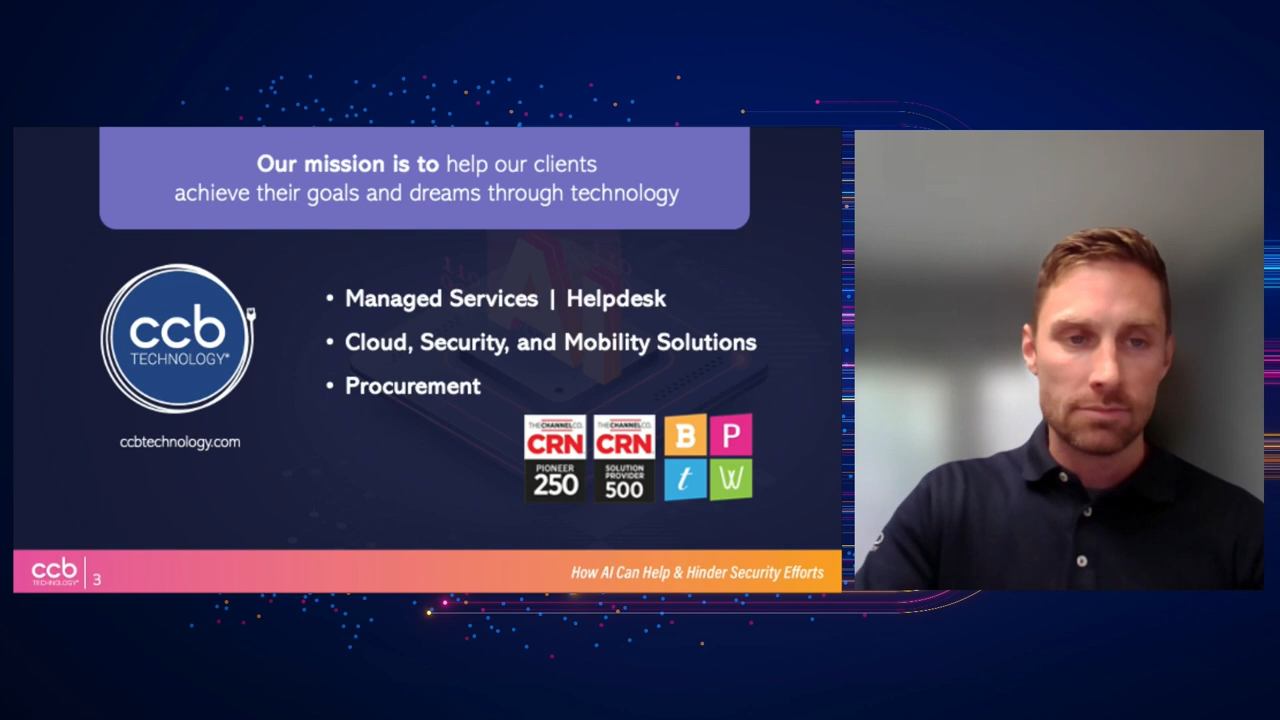 Our mission is to help our clients
achieve their goals and dreams through technology
ccb
TECHNOLOGY®
ccbtechnology.com
• Managed Services | Helpdesk
• Cloud, Security, and Mobility Solutions
• Procurement
THE CHANNEL CO.
CRN
PIONEER
250
THE CHANNEL CO.
CRN
SOLUTION
PROVIDER
500
B P
t W
ccb
TECHNOLOGY®
3
How AI Can Help & Hinder Security Efforts